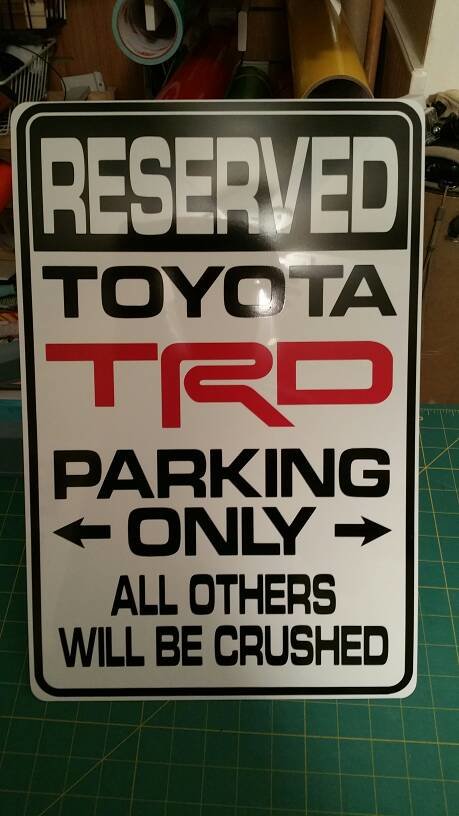 RESERVED
TOYOTA
TRD
PARKING
← ONLY →
ALL OTHERS
WILL BE CRUSHED